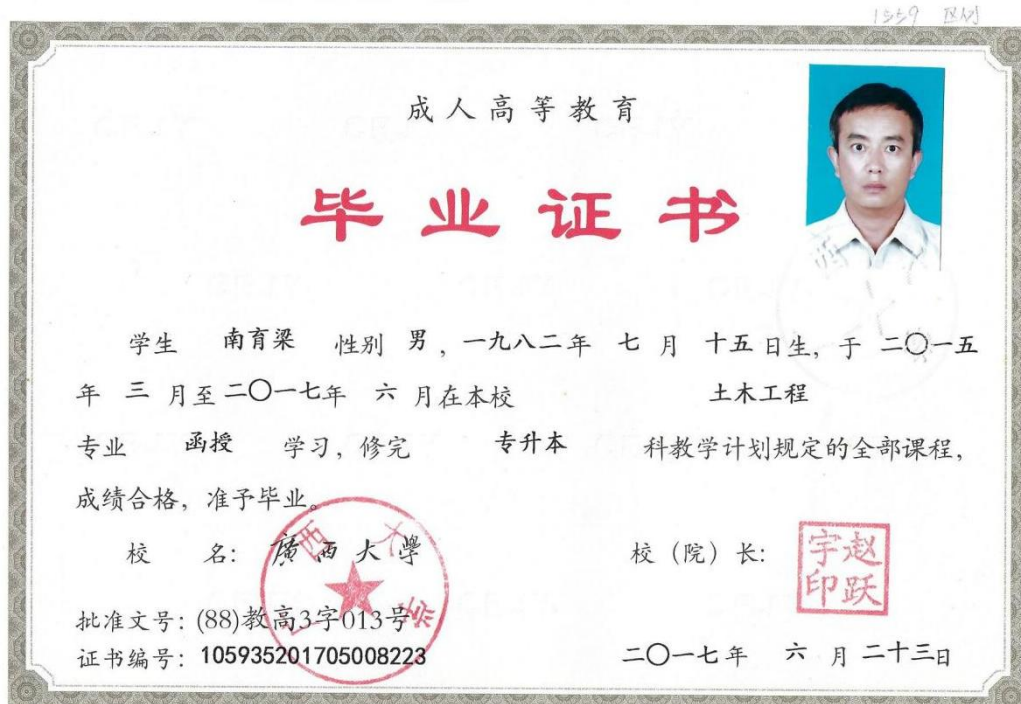 1559
成人高等教育
毕业证书
学生 南育梁 性别 男，一九八二年 七 月 十五日生，于 二〇一五
年 三 月至二〇一七年 六 月在本校 土木工程
专业 函授 学习，修完 专升本 科教学计划规定的全部课程，
成绩合格，准予毕业。
校 名：廣西大學
西大学
校（院）长：
赵跃宇印
批准文号：(88)教高3字013号
证书编号：105935201705008223
二〇一七年 六 月 二十三日